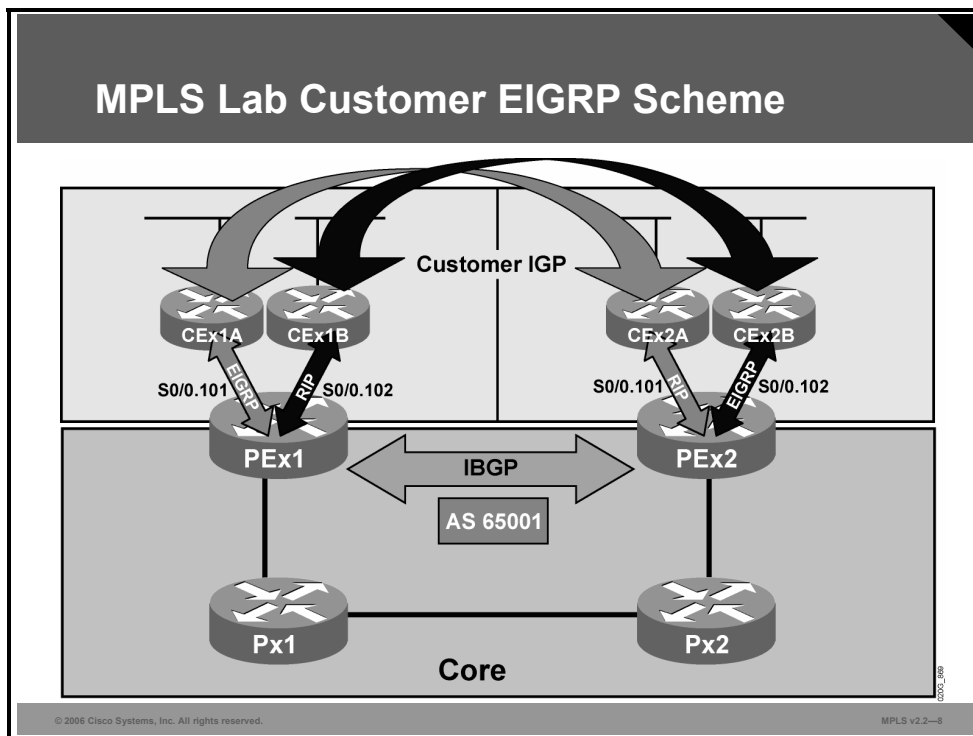 MPLS Lab Customer EIGRP Scheme
Customer IGP
CEx1A
CEx1B
CEx2A
CEx2B
S0/0.101
EIGRP
RIP
S0/0.102
S0/0.101
RIP
EIGRP
S0/0.102
PEx1
IBGP
PEx2
AS 65001
Px1
Px2
Core
020G_869
© 2006 Cisco Systems, Inc. All rights reserved.
MPLS v2.2—8